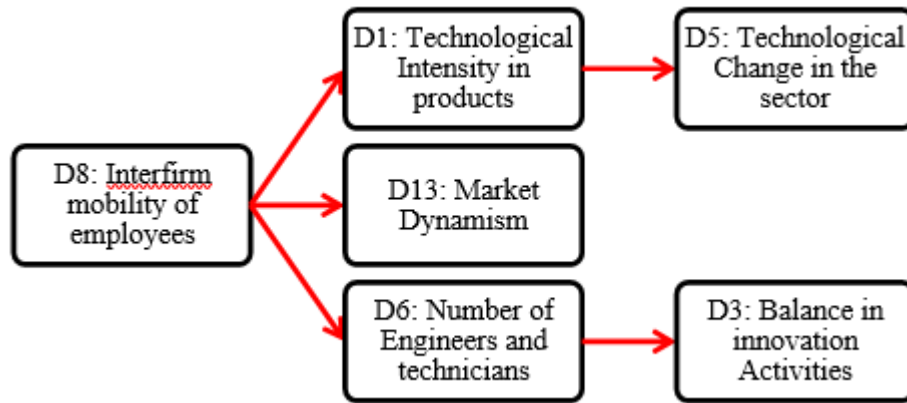 D1: Technological
Intensity in
products
D5: Technological
Change in the
sector
D8: Interfirm
mobility of
employees
D13: Market
Dynamism
D6: Number of
Engineers and
technicians
D3: Balance in
innovation
Activities